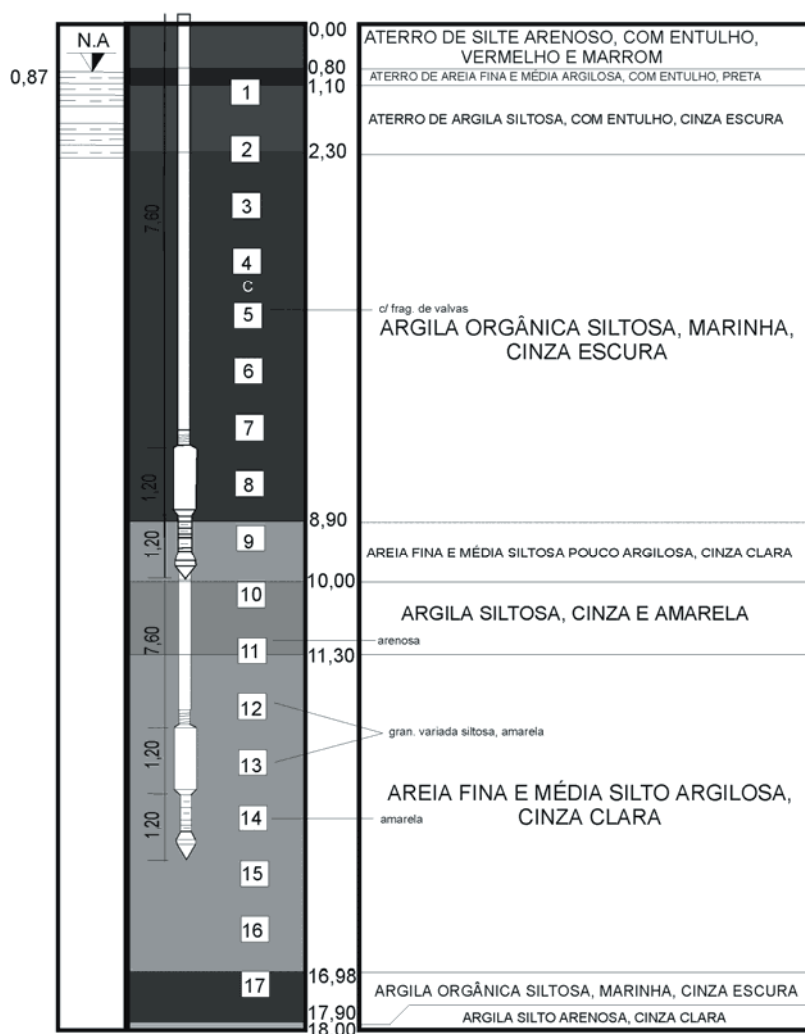 N.A
0,87
0,00
ATERRO DE SILTE ARENOSO, COM ENTULHO,
VERMELHO E MARROM
0,80
ATERRO DE AREIA FINA E MÉDIA ARGILOSA, COM ENTULHO, PRETA
1,10
1
ATERRO DE ARGILA SILTOSA, COM ENTULHO, CINZA ESCURA
2
2,30
7,60
3
4
C
c/ frag. de valvas
5
ARGILA ORGÂNICA SILTOSA, MARINHA,
CINZA ESCURA
6
7
1,20
8
8,90
1,20
9
AREIA FINA E MÉDIA SILTOSA POUCO ARGILOSA, CINZA CLARA
10,00
10
ARGILA SILTOSA, CINZA E AMARELA
7,60
arenosa
11
11,30
12
gran. variada siltosa, amarela
1,20
13
AREIA FINA E MÉDIA SILTO ARGILOSA,
CINZA CLARA
1,20
14
amarela
15
16
16,98
17
ARGILA ORGÂNICA SILTOSA, MARINHA, CINZA ESCURA
17,90
ARGILA SILTO ARENOSA, CINZA CLARA
18,00